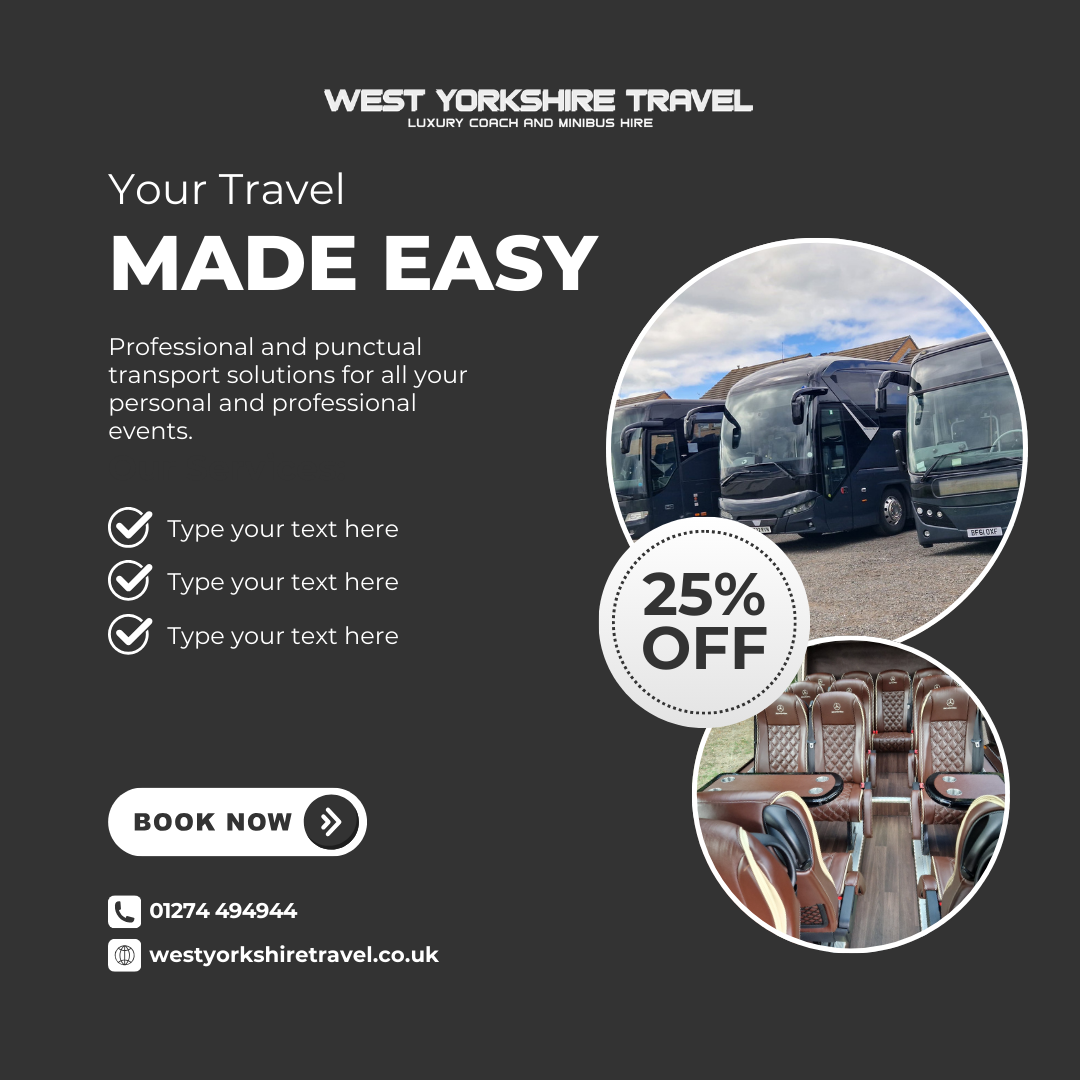 WEST YORKSHIRE TRAVEL
LUXURY COACH AND MINIBUS HIRE
Your Travel
MADE EASY
Professional and punctual
transport solutions for all your
personal and professional
events.
Type your text here
Type your text here
Type your text here
25%
OFF
BOOK NOW
01274 494944
westyorkshiretravel.co.uk